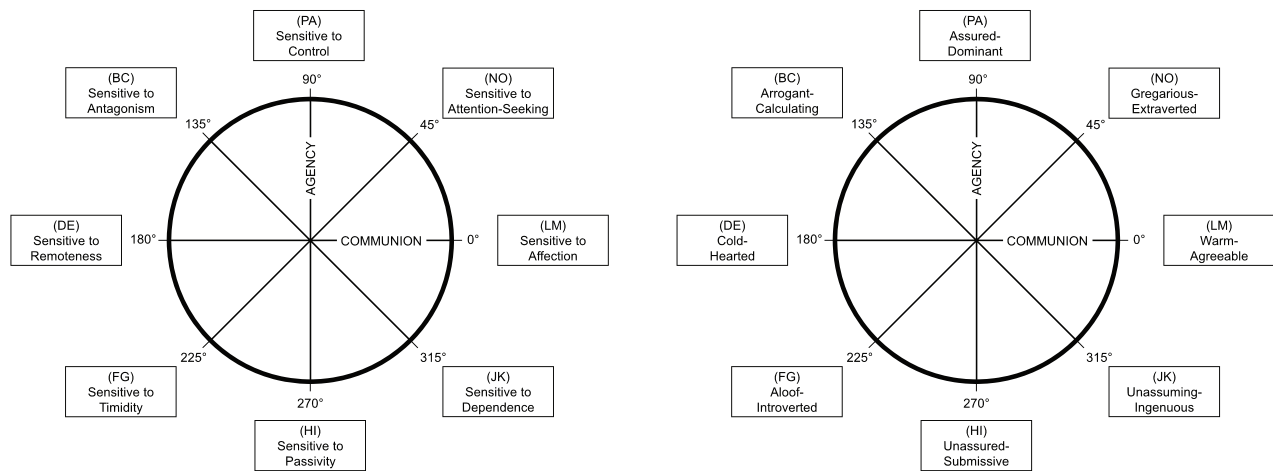 (PA)
Sensitive to
Control
(BC)
Sensitive to
Antagonism
90°
(NO)
Sensitive to
Attention-Seeking
135°
45°
AGENCY
(DE)
Sensitive to
Remoteness
180°
COMMUNION
0°
(LM)
Sensitive to
Affection
225°
315°
(FG)
Sensitive to
Timidity
270°
(JK)
Sensitive to
Dependence
(HI)
Sensitive to
Passivity
(PA)
Assured-
Dominant
(BC)
Arrogant-
Calculating
90°
(NO)
Gregarious-
Extraverted
135°
45°
AGENCY
(DE)
Cold-
Hearted
180°
COMMUNION
0°
(LM)
Warm-
Agreeable
225°
315°
(FG)
Aloof-
Introverted
270°
(JK)
Unassuming-
Ingenuous
(HI)
Unassured-
Submissive